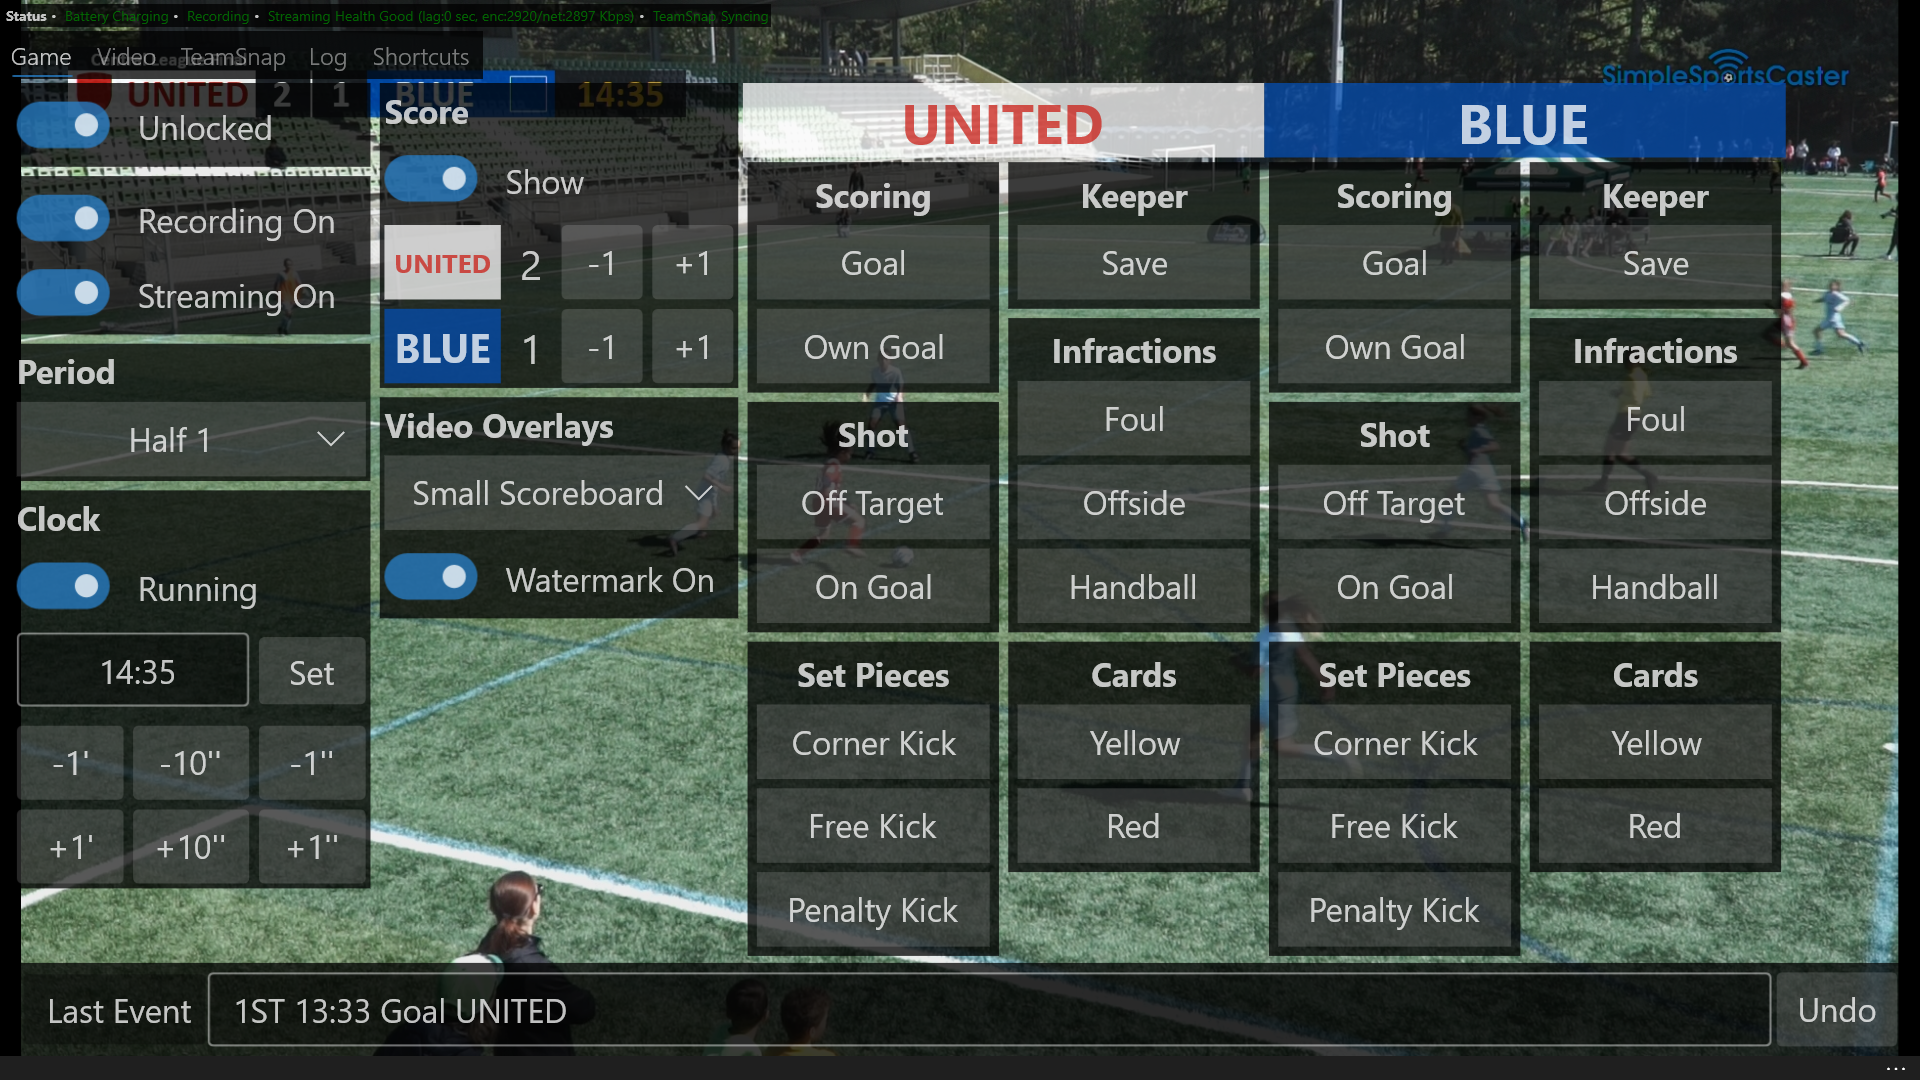 Status • Battery Charging • Recording • Streaming Health Good (lag:0 sec, enc:2920/net:2897 Kbps) • TeamSnap Syncing
Game Video TeamSnap Log Shortcuts
SimpleSportsCaster
UNITED 2 1 BLUE 14:35
Unlocked
Recording On
Streaming On
Period
Half 1
Clock
Running
14:35 Set
-1' -10" -1"
+1' +10" +1"
Score
Show
UNITED 2 -1 +1
BLUE 1 -1 +1
Video Overlays
Small Scoreboard
Watermark On
UNITED
Scoring
Goal
Own Goal
Shot
Off Target
On Goal
Set Pieces
Corner Kick
Free Kick
Penalty Kick
Keeper
Save
Infractions
Foul
Offside
Handball
Cards
Yellow
Red
BLUE
Scoring
Goal
Own Goal
Shot
Off Target
On Goal
Set Pieces
Corner Kick
Free Kick
Penalty Kick
Keeper
Save
Infractions
Foul
Offside
Handball
Cards
Yellow
Red
Last Event 1ST 13:33 Goal UNITED Undo
...